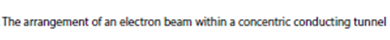 The arrangement of an electron beam within a concentric conducting tunnel